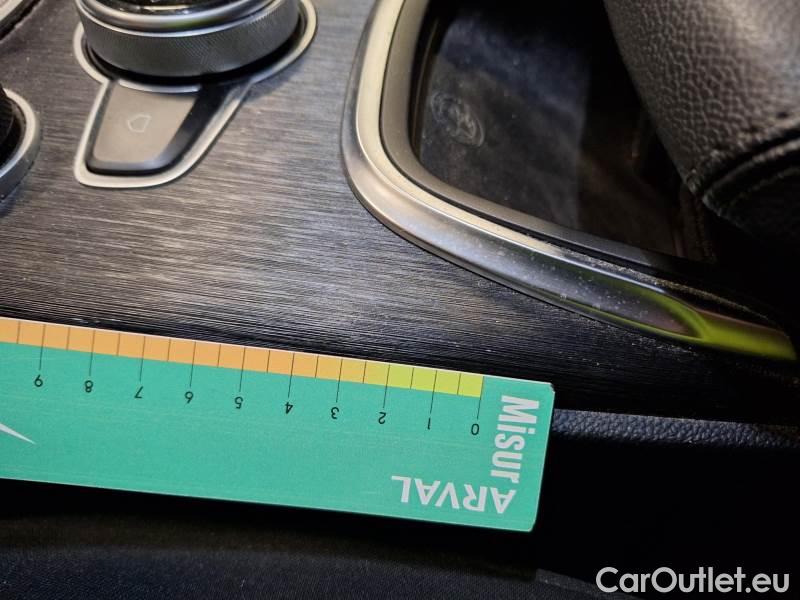 9 8 7 6 5 4 3 2 1 0
Misur
ARVAL
CarOutlet.eu